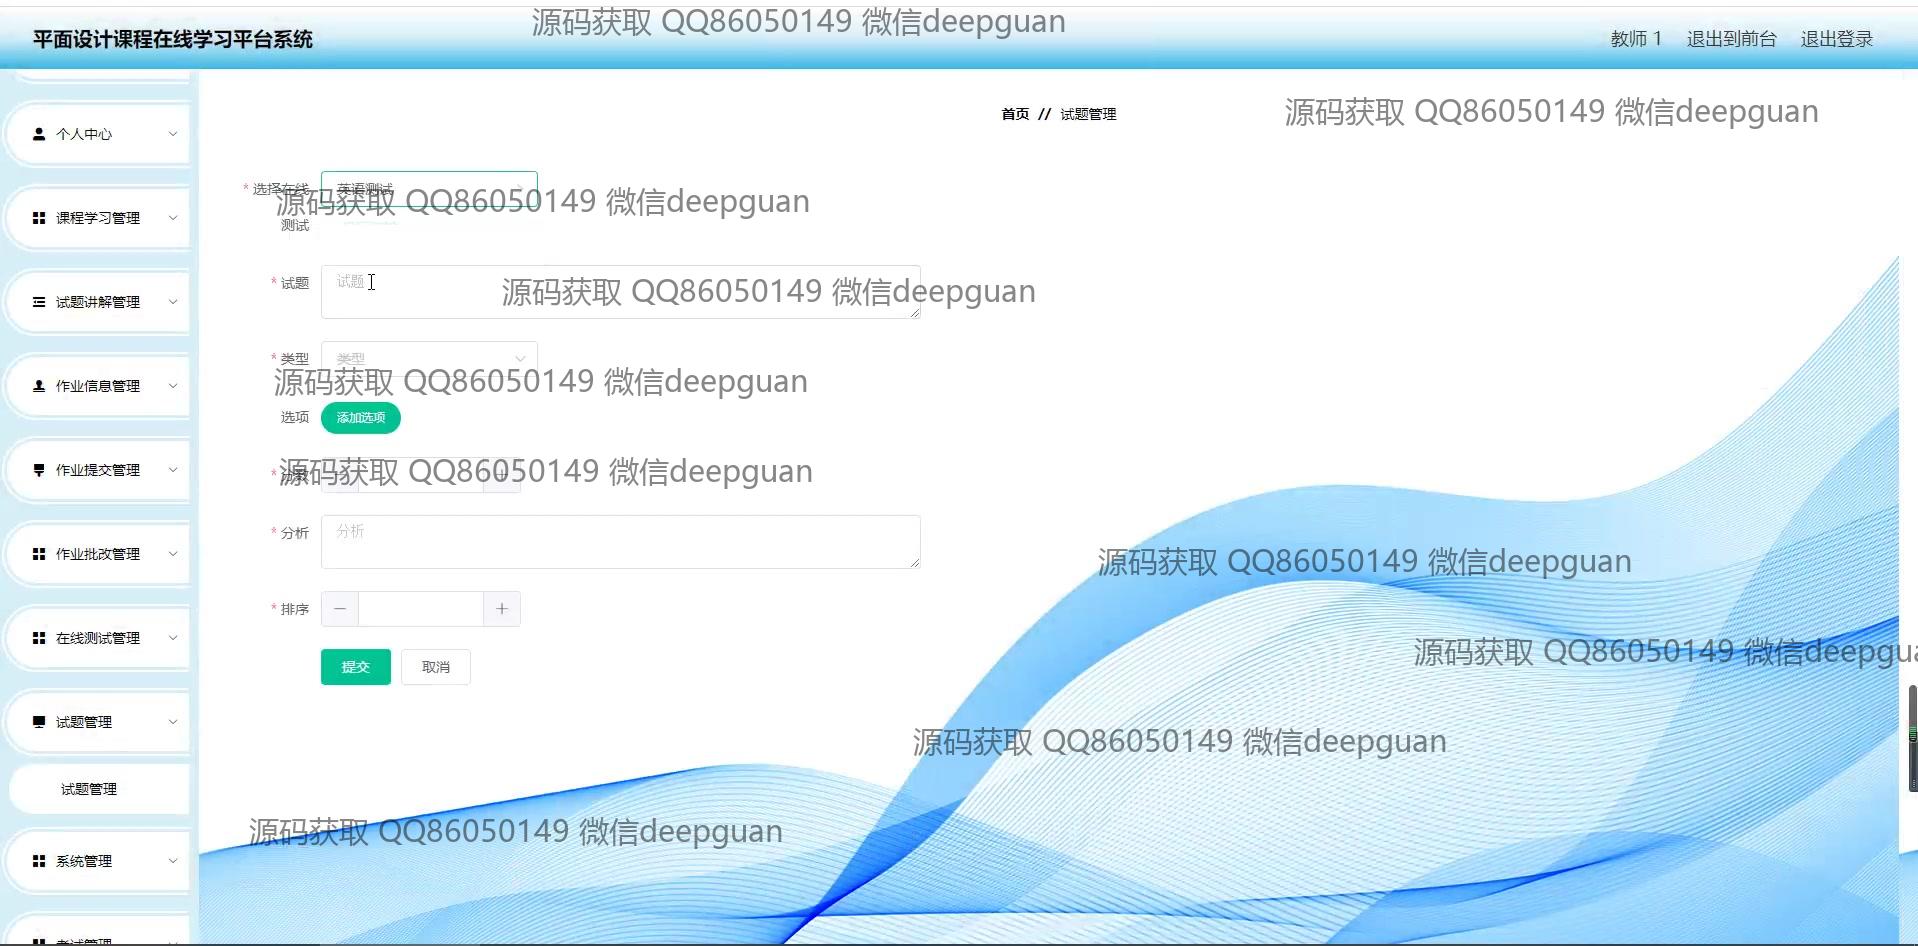 源码获取 QQ86050149 微信deepguan
平面设计课程在线学习平台系统
教师 1 退出到前台 退出登录
首页 // 试题管理
源码获取 QQ86050149 微信deepguan
个人中心
* 选择在线测试
英语测试
源码获取 QQ86050149 微信deepguan
课程学习管理
* 试题
试题
源码获取 QQ86050149 微信deepguan
试题讲解管理
* 类型
类型
源码获取 QQ86050149 微信deepguan
作业信息管理
选项 添加选项
作业提交管理
* 分数
源码获取 QQ86050149 微信deepguan
* 分析
分析
作业批改管理
源码获取 QQ86050149 微信deepguan
* 排序
在线测试管理
源码获取 QQ86050149 微信deepgua
提交 取消
试题管理
源码获取 QQ86050149 微信deepguan
试题管理
源码获取 QQ86050149 微信deepguan
系统管理
考试管理